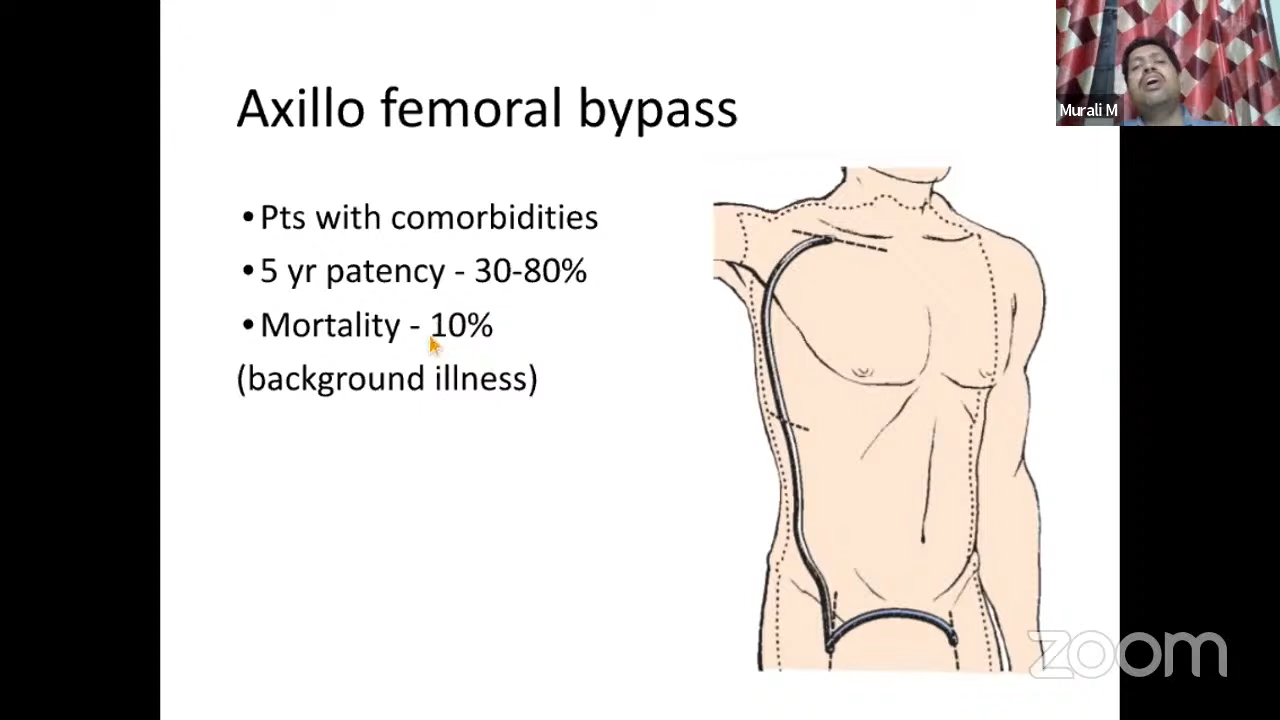 Axillo femoral bypass
•Pts with comorbidities
•5 yr patency - 30-80%
•Mortality - 10%
(background illness)
Murali M
zoom